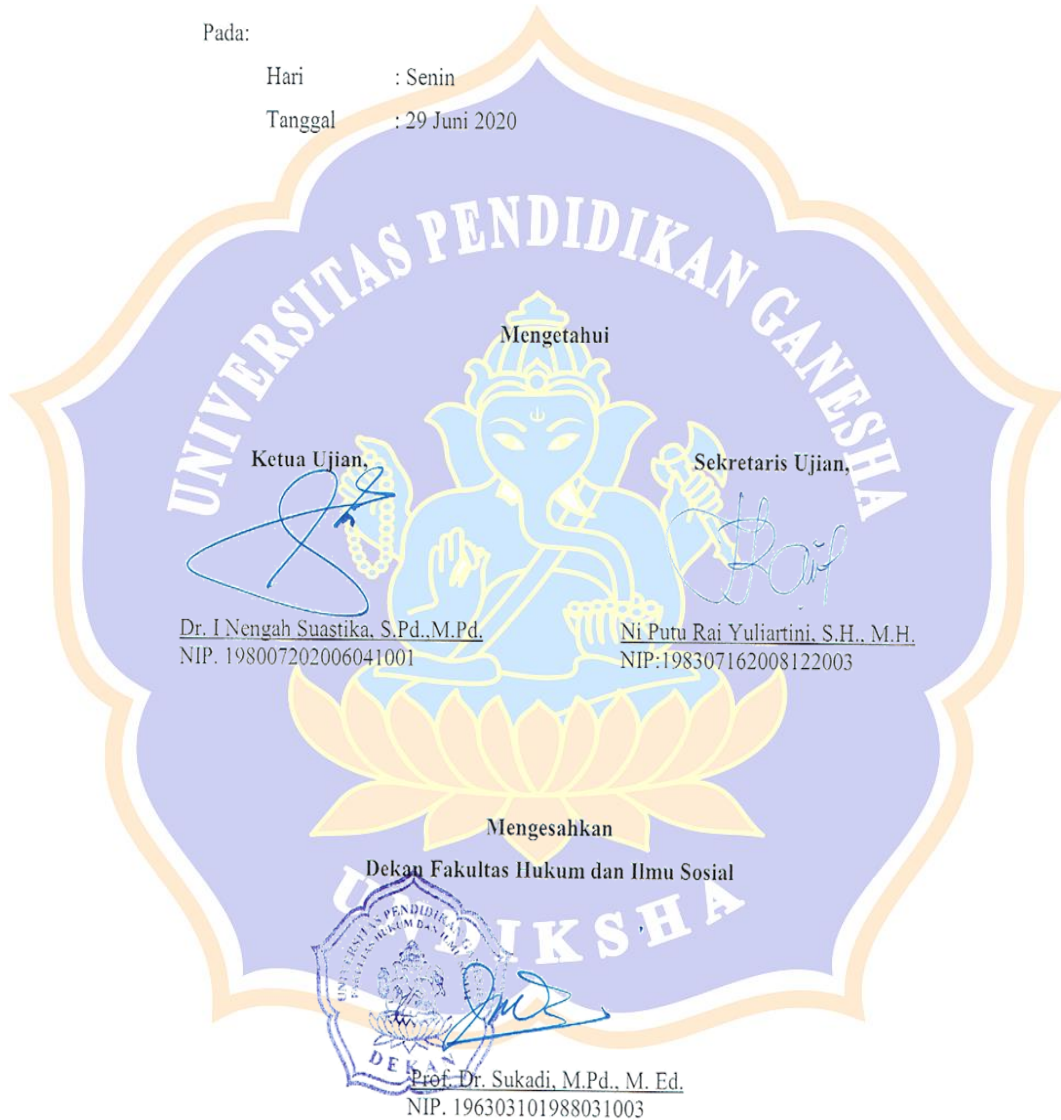 Pada:
Hari : Senin
Tanggal : 29 Juni 2020
UNIVERSITAS PENDIDIKAN GANESHA
Mengetahui
Ketua Ujian,
Sekretaris Ujian,
Dr. I Nengah Suastika, S.Pd.,M.Pd.
NIP. 198007202006041001
Ni Putu Rai Yuliartini, S.H., M.H.
NIP:198307162008122003
Mengesahkan
Dekan Fakultas Hukum dan Ilmu Sosial
UNDIKSHA
DEKAN
Prof. Dr. Sukadi, M.Pd., M. Ed.
NIP. 196303101988031003